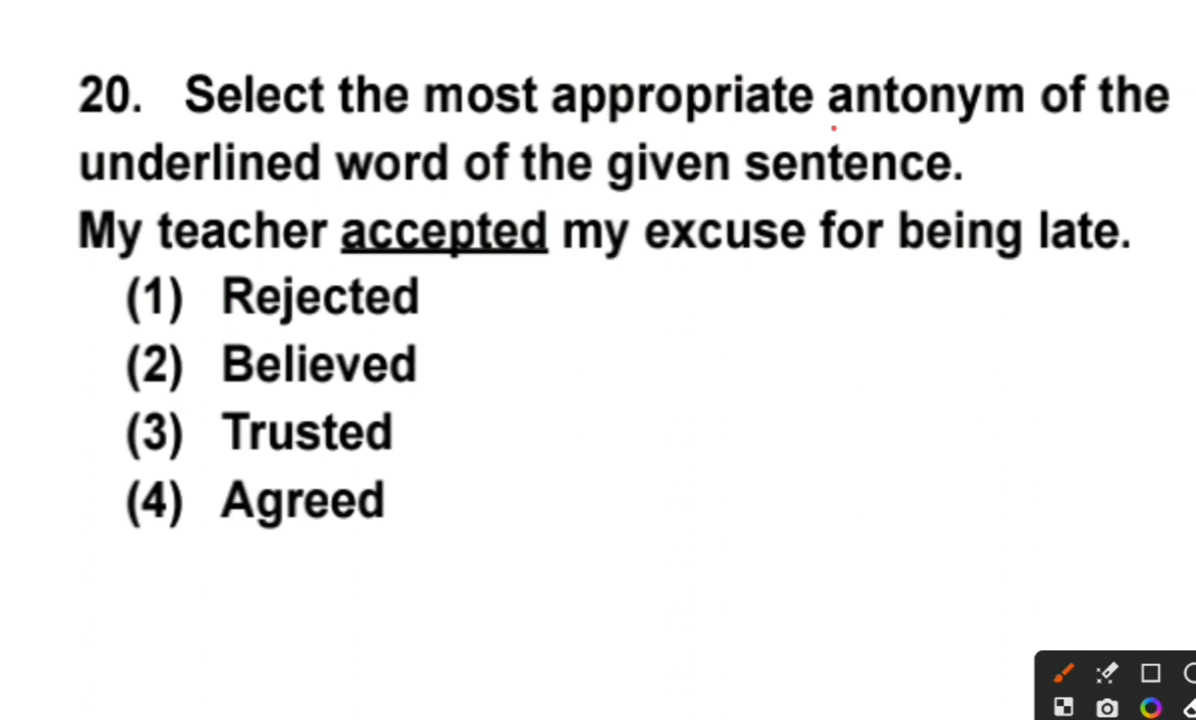 20. Select the most appropriate antonym of the
underlined word of the given sentence.
My teacher accepted my excuse for being late.
(1) Rejected
(2) Believed
(3) Trusted
(4) Agreed